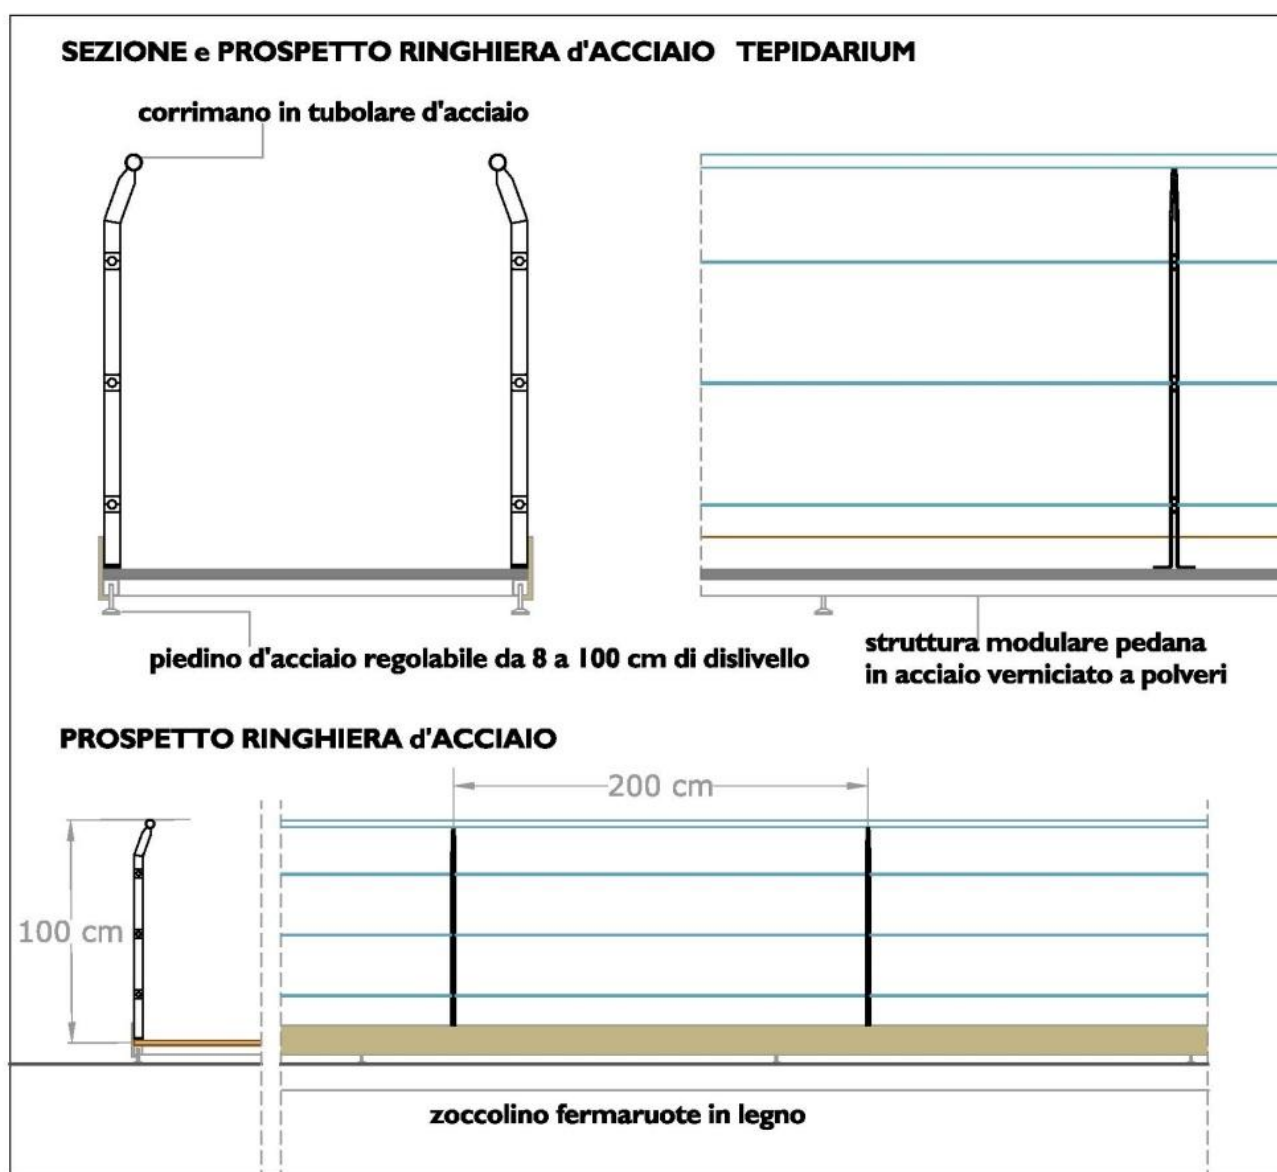 SEZIONE e PROSPETTO RINGHIERA d'ACCIAIO TEPIDARIUM
corrimano in tubolare d'acciaio
piedino d'acciaio regolabile da 8 a 100 cm di dislivello
struttura modulare pedana
in acciaio verniciato a polveri
PROSPETTO RINGHIERA d'ACCIAIO
200 cm
100 cm
zoccolino fermaruote in legno